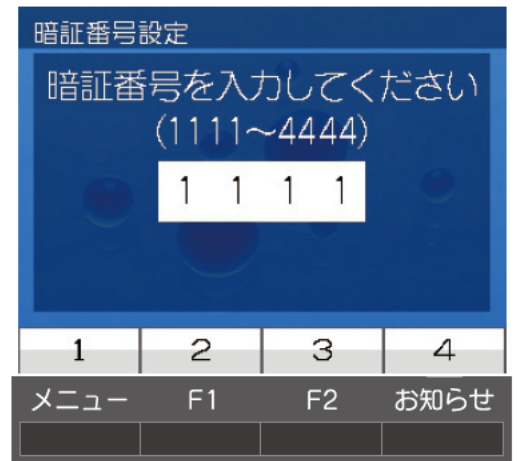 暗証番号設定
暗証番号を入力してください
(1111~4444)
1 1 1 1
1 2 3 4
メニュー F1 F2 お知らせ